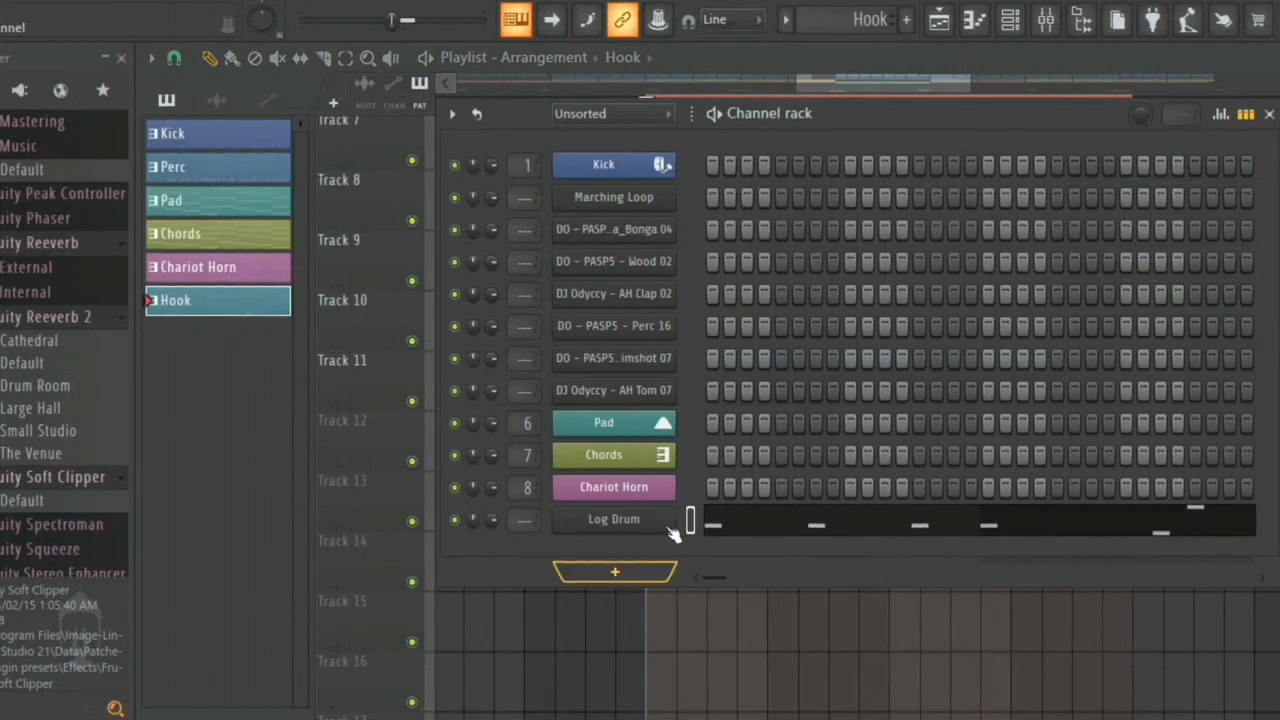 nnel
Line
Hook
+
er
Playlist - Arrangement
Hook
NOTE
CHAN
PAT
Mastering
Music
Default
uity Peak Controller
uity Phaser
uity Reeverb
External
Internal
uity Reeverb 2
Cathedral
Default
Drum Room
Large Hall
Small Studio
The Venue
uity Soft Clipper
Default
uity Spectroman
uity Squeeze
uity Stereo Enhancer
y Soft Clipper
/02/15 1:05:40 AM
8
ogram Files\Image-Lin-
Studio 21\Data\Patche-
ugin presets\Effects\Fru-
oft Clipper
Kick
Perc
Pad
Chords
Chariot Horn
Hook
+
Track 7
Track 8
Track 9
Track 10
Track 11
Track 12
Track 13
Track 14
Track 15
Track 16
Unsorted
Channel rack
1 Kick
--- Marching Loop
--- DO - PASP...a_Bonga 04
--- DO - PASP5 - Wood 02
--- DJ Odyccy - AH Clap 02
--- DO - PASP5 - Perc 16
--- DO - PASP5...imshot 07
--- DJ Odyccy - AH Tom 07
6 Pad
7 Chords
8 Chariot Horn
--- Log Drum
+